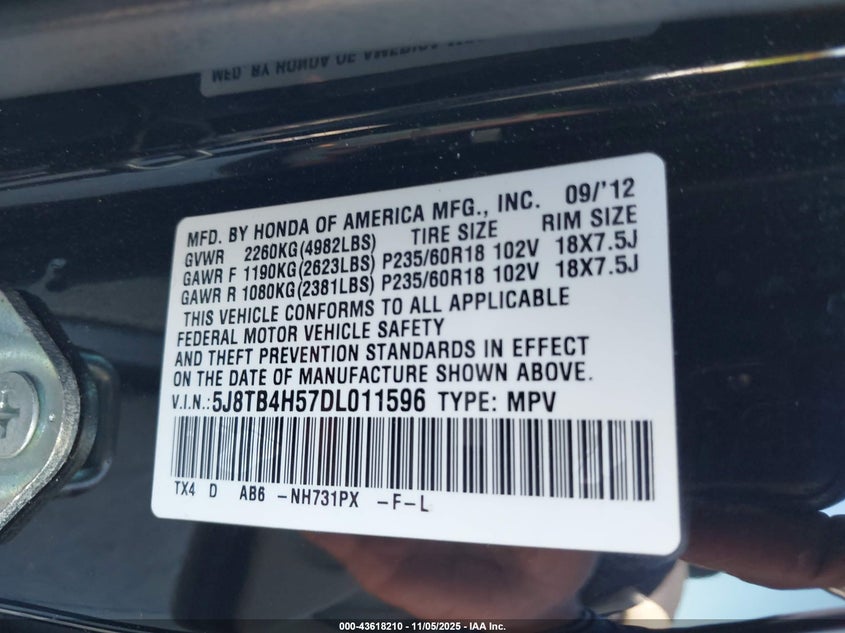 MFD. BY HONDA OF AMERICA MFG., INC. 09/'12
GVWR 2260KG(4982LBS) TIRE SIZE RIM SIZE
GAWR F 1190KG(2623LBS) P235/60R18 102V 18X7.5J
GAWR R 1080KG(2381LBS) P235/60R18 102V 18X7.5J
THIS VEHICLE CONFORMS TO ALL APPLICABLE
FEDERAL MOTOR VEHICLE SAFETY
AND THEFT PREVENTION STANDARDS IN EFFECT
ON THE DATE OF MANUFACTURE SHOWN ABOVE.
V.I.N.: 5J8TB4H57DL011596 TYPE: MPV
TX4 D AB6 -NH731PX -F-L
000-43618210 - 11/05/2025 - IAA Inc.